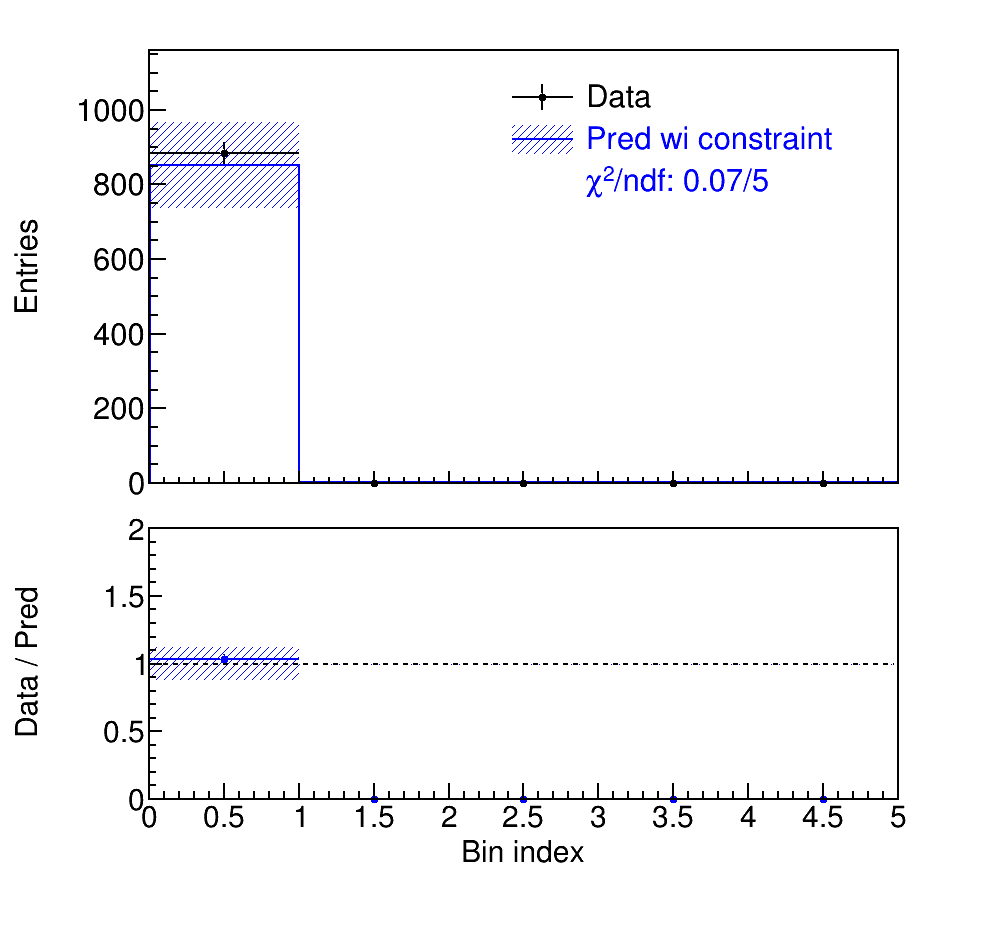 Entries
1000
800
600
400
200
0
Data
Pred wi constraint
χ²/ndf: 0.07/5
Data / Pred
2
1.5
1
0.5
0
0 0.5 1 1.5 2 2.5 3 3.5 4 4.5 5
Bin index